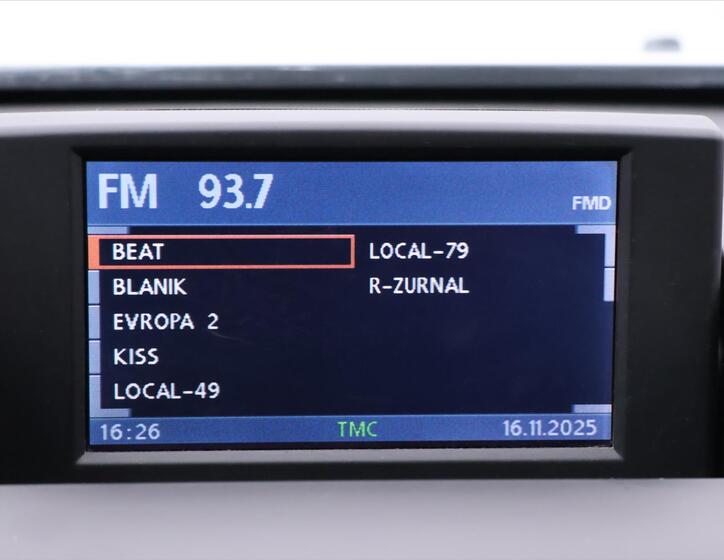 FM 93.7
FMD
BEAT
BLANIK
EVROPA 2
KISS
LOCAL-49
LOCAL-79
R-ZURNAL
16:26 TMC 16.11.2025